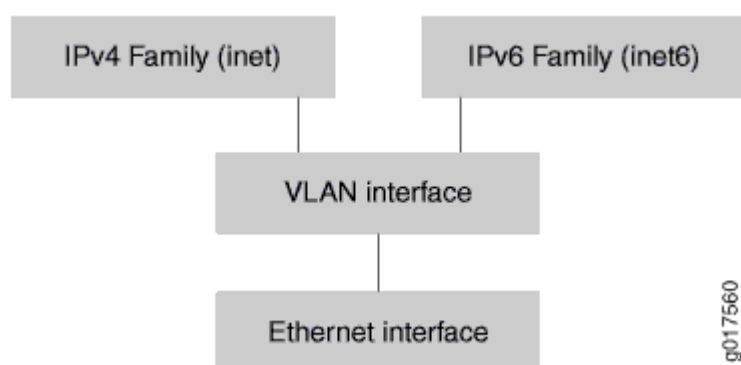 IPv4 Family (inet)
IPv6 Family (inet6)
VLAN interface
Ethernet interface
g017560